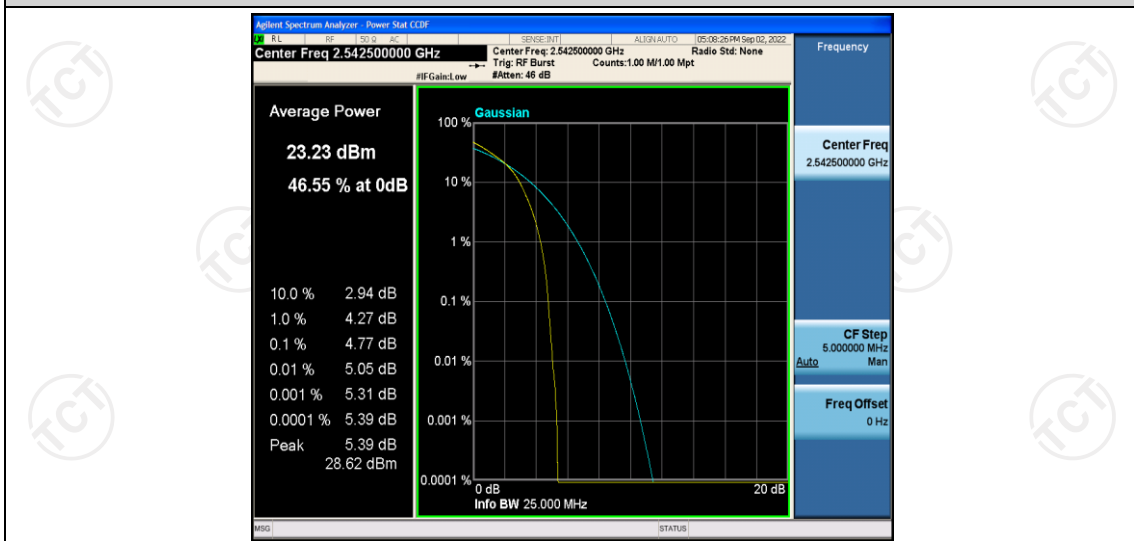 Agilent Spectrum Analyzer - Power Stat CCDF
LXI RL RF 50 Ω AC SENSE:INT ALIGN AUTO 05:08:26 PM Sep 02, 2022
Center Freq 2.542500000 GHz
Center Freq: 2.542500000 GHz Radio Std: None
Trig: RF Burst Counts:1.00 M/1.00 Mpt
#IFGain:Low #Atten: 46 dB
Frequency
Average Power
23.23 dBm
46.55 % at 0dB
10.0 % 2.94 dB
1.0 % 4.27 dB
0.1 % 4.77 dB
0.01 % 5.05 dB
0.001 % 5.31 dB
0.0001 % 5.39 dB
Peak 5.39 dB
28.62 dBm
Gaussian
100 %
10 %
1 %
0.1 %
0.01 %
0.001 %
0.0001 %
0 dB 20 dB
Info BW 25.000 MHz
Center Freq
2.542500000 GHz
CF Step
5.000000 MHz
Auto Man
Freq Offset
0 Hz
MSG STATUS
TCT
TCT
TCT
TCT
TCT
TCT